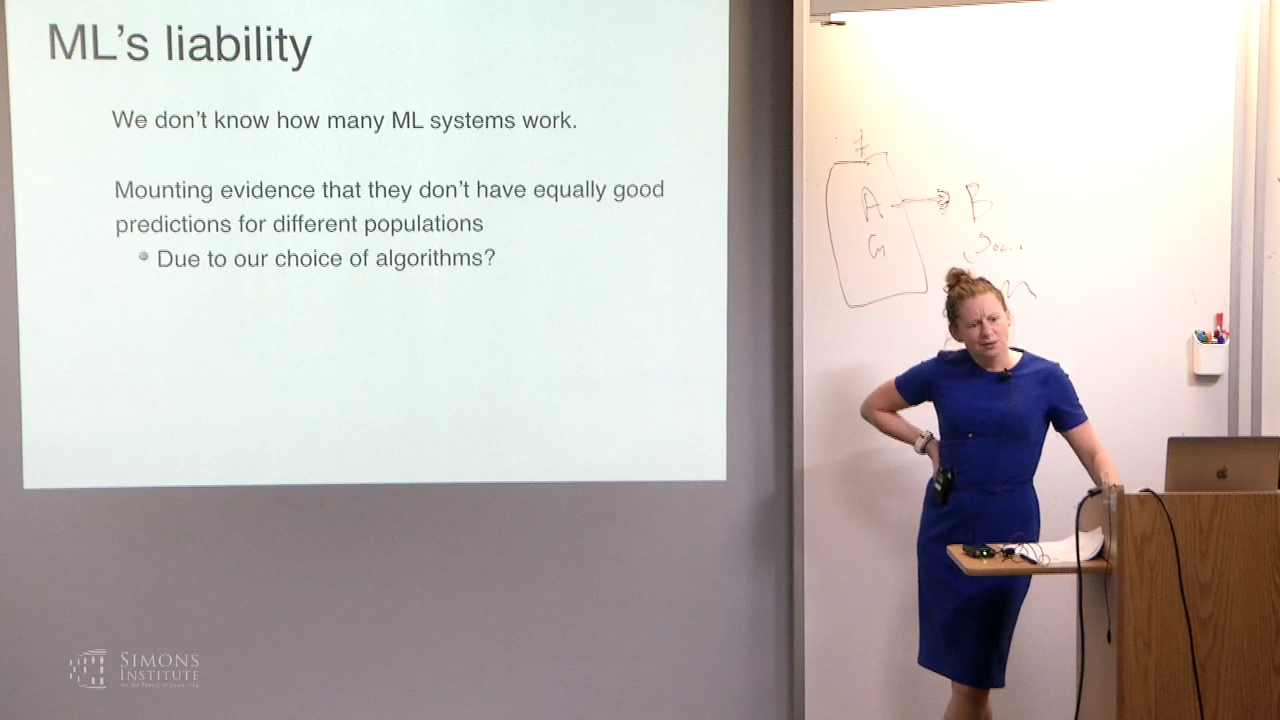 ML's liability
We don't know how many ML systems work.
Mounting evidence that they don't have equally good
predictions for different populations
Due to our choice of algorithms?
A
B
G
SIMONS
INSTITUTE